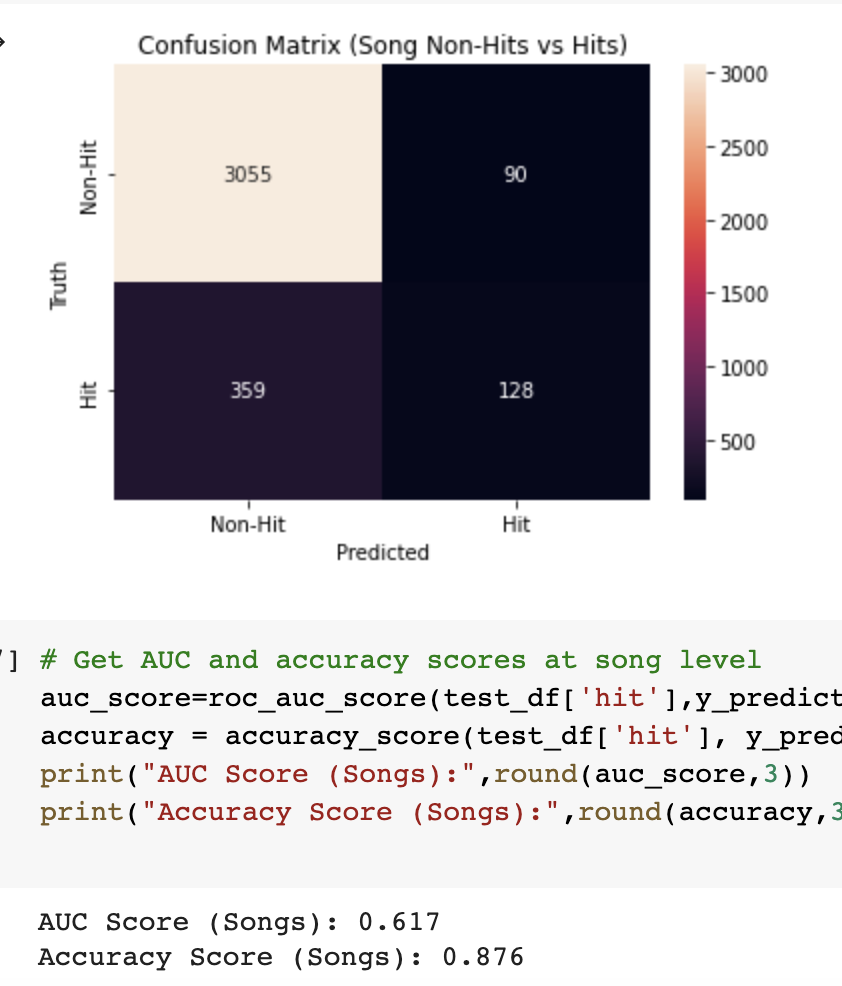 Confusion Matrix (Song Non-Hits vs Hits)
3000
2500
2000
1500
1000
500
Truth
Non-Hit
3055
90
Hit
359
128
Non-Hit
Hit
Predicted
] # Get AUC and accuracy scores at song level
auc_score=roc_auc_score(test_df['hit'],y_predict
accuracy = accuracy_score(test_df['hit'], y_pred
print("AUC Score (Songs):",round(auc_score,3))
print("Accuracy Score (Songs):",round(accuracy,3
AUC Score (Songs): 0.617
Accuracy Score (Songs): 0.876